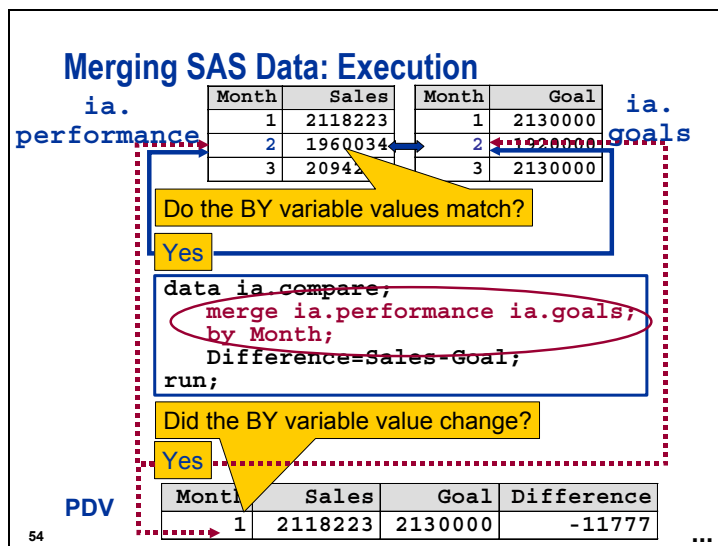 Merging SAS Data: Execution
ia. performance
Month Sales
1 2118223
2 1960034
3
Month Goal
1 2130000
2 1920000
3 2130000
ia. goals
Do the BY variable values match?
Yes
data ia.compare;
merge ia.performance ia.goals;
by Month;
Difference=Sales-Goal;
run;
Did the BY variable value change?
Yes
PDV
Month Sales Goal Difference
1 2118223 2130000 -11777
54
...